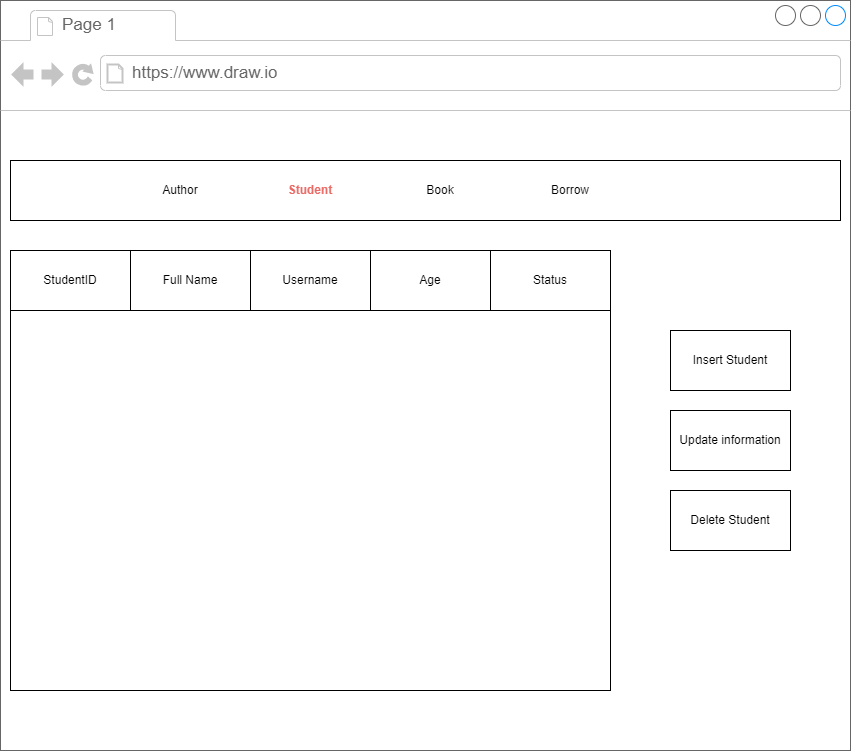 Page 1
https://www.draw.io
Author Student Book Borrow
StudentID Full Name Username Age Status
Insert Student
Update information
Delete Student